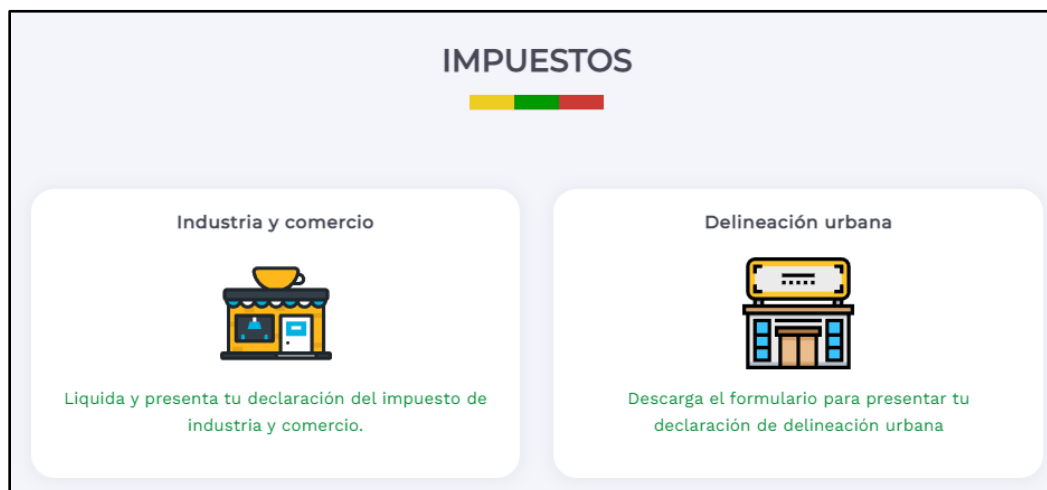 IMPUESTOS
Industria y comercio
Liquida y presenta tu declaración del impuesto de
industria y comercio.
Delineación urbana
Descarga el formulario para presentar tu
declaración de delineación urbana